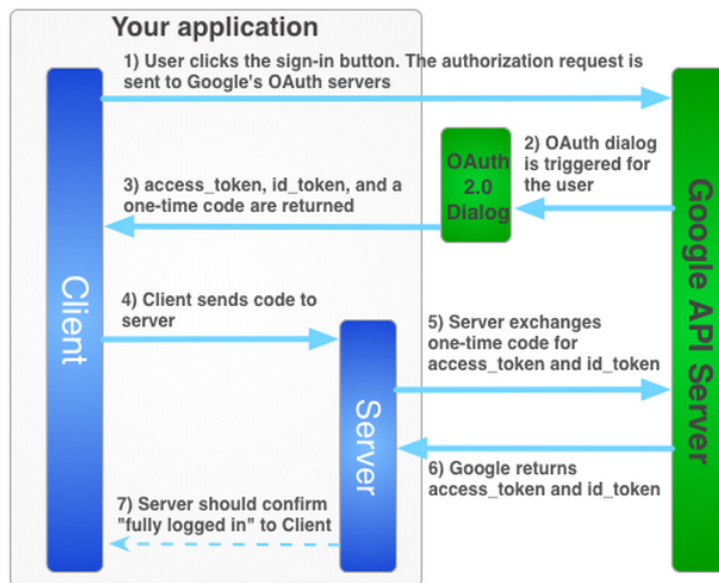 Your application
1) User clicks the sign-in button. The authorization request is
sent to Google's OAuth servers
OAuth
2.0
Dialog
2) OAuth dialog
is triggered for
the user
3) access_token, id_token, and a
one-time code are returned
Client
4) Client sends code to
server
Server
5) Server exchanges
one-time code for
access_token and id_token
Google API Server
6) Google returns
access_token and id_token
7) Server should confirm
"fully logged in" to Client